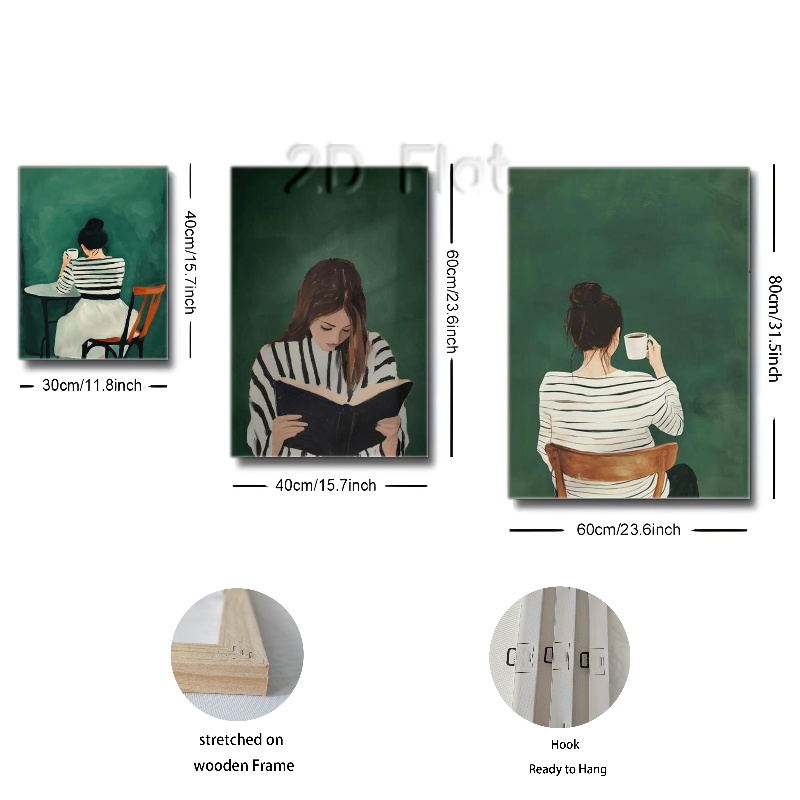 2D Flat
40cm/15.7inch
30cm/11.8inch
60cm/23.6inch
40cm/15.7inch
80cm/31.5inch
60cm/23.6inch
stretched on
wooden Frame
Hook
Ready to Hang